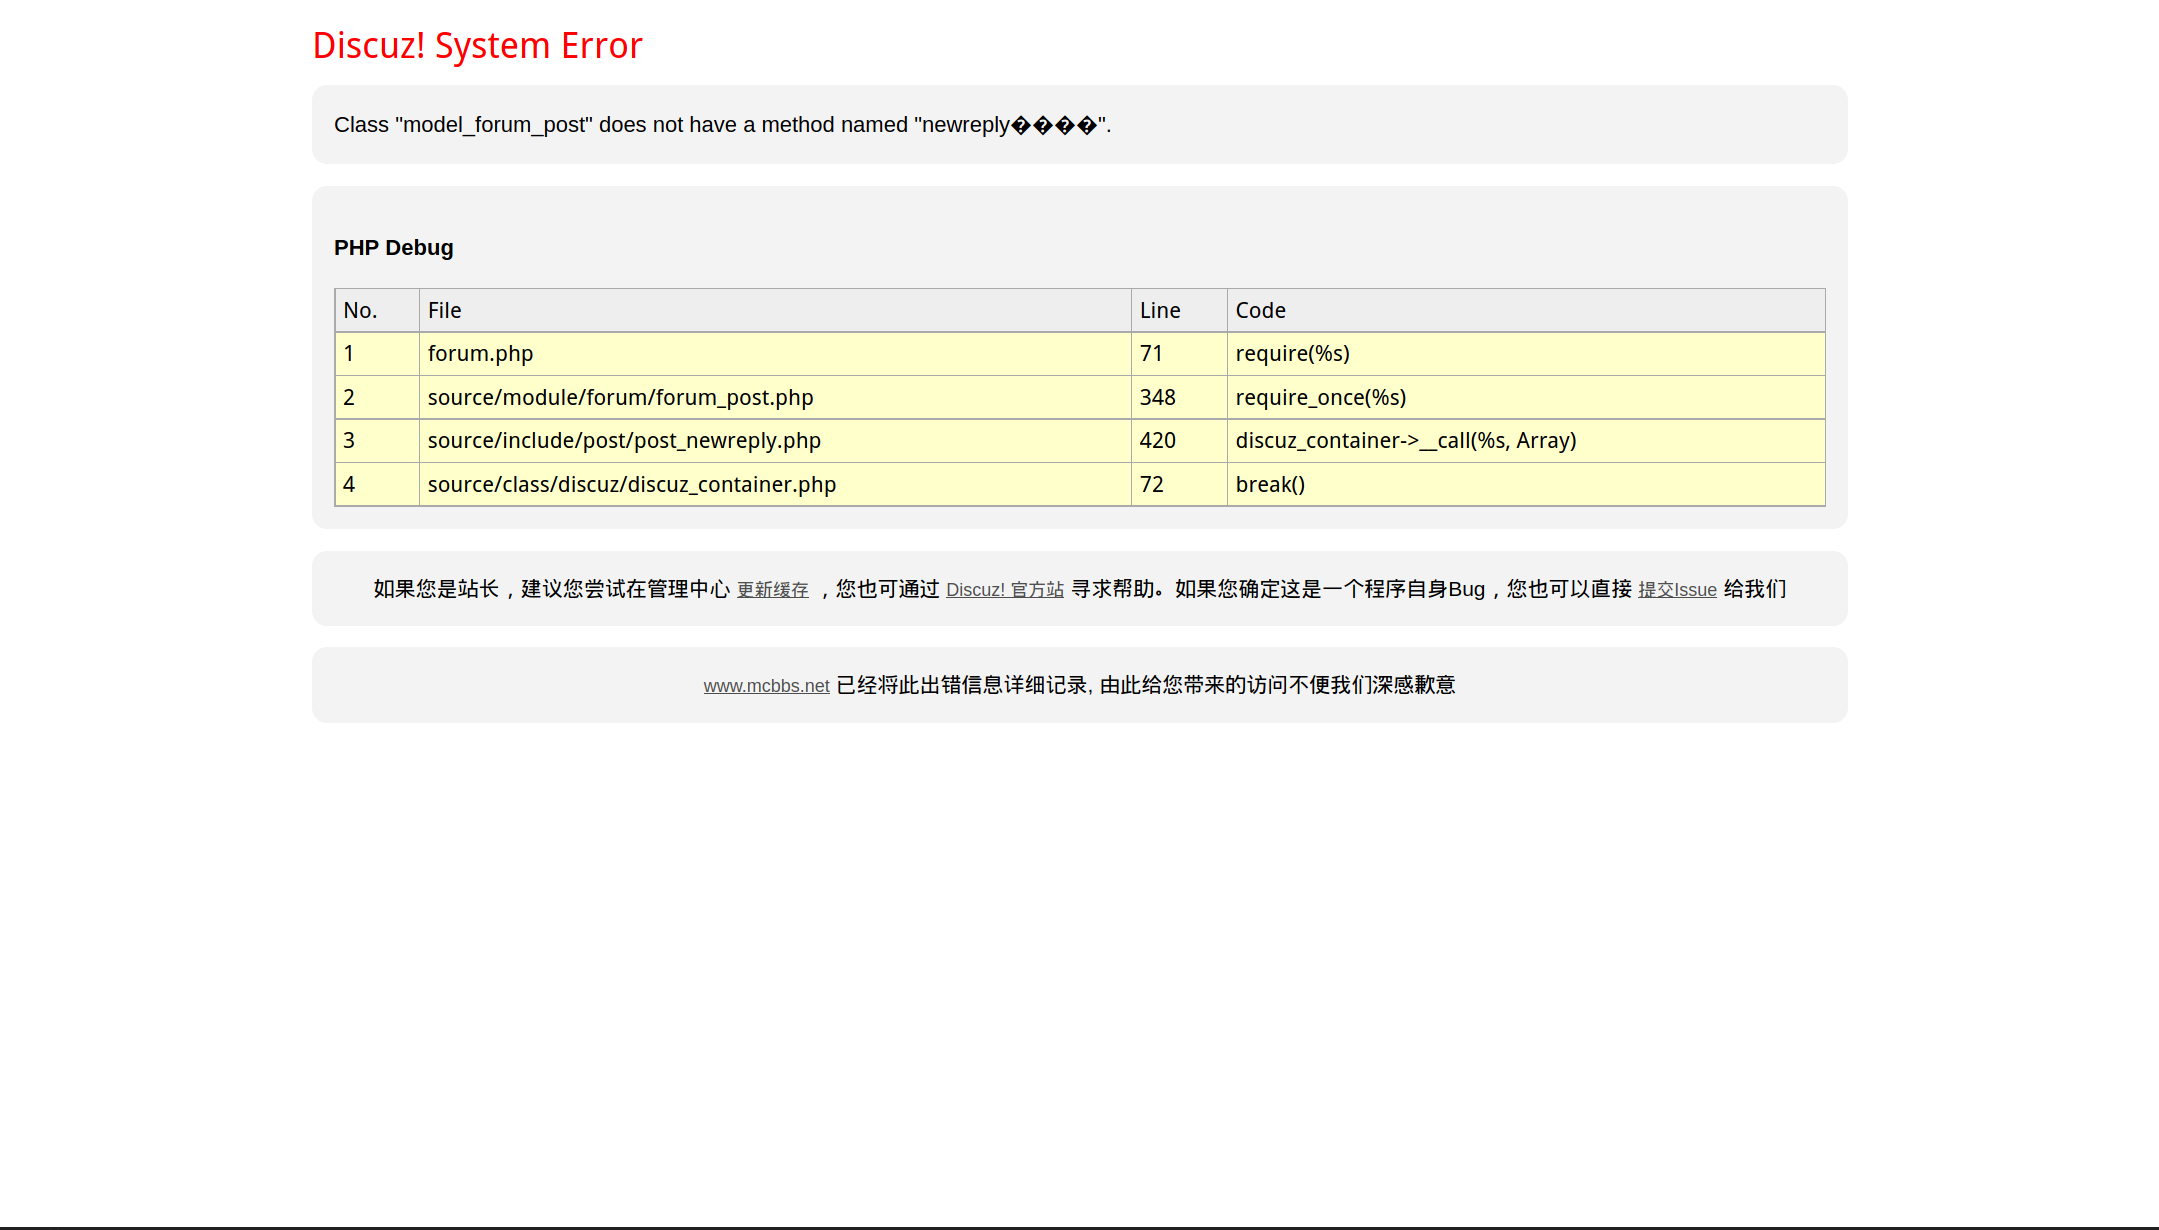 Discuz! System Error
Class "model_forum_post" does not have a method named "newreply����".
PHP Debug
No. File Line Code
1 forum.php 71 require(%s)
2 source/module/forum/forum_post.php 348 require_once(%s)
3 source/include/post/post_newreply.php 420 discuz_container->__call(%s, Array)
4 source/class/discuz/discuz_container.php 72 break()
如果您是站长，建议您尝试在管理中心 更新缓存 ，您也可通过 Discuz! 官方站 寻求帮助。如果您确定这是一个程序自身Bug，您也可以直接 提交Issue 给我们
www.mcbbs.net 已经将此出错信息详细记录, 由此给您带来的访问不便我们深感歉意